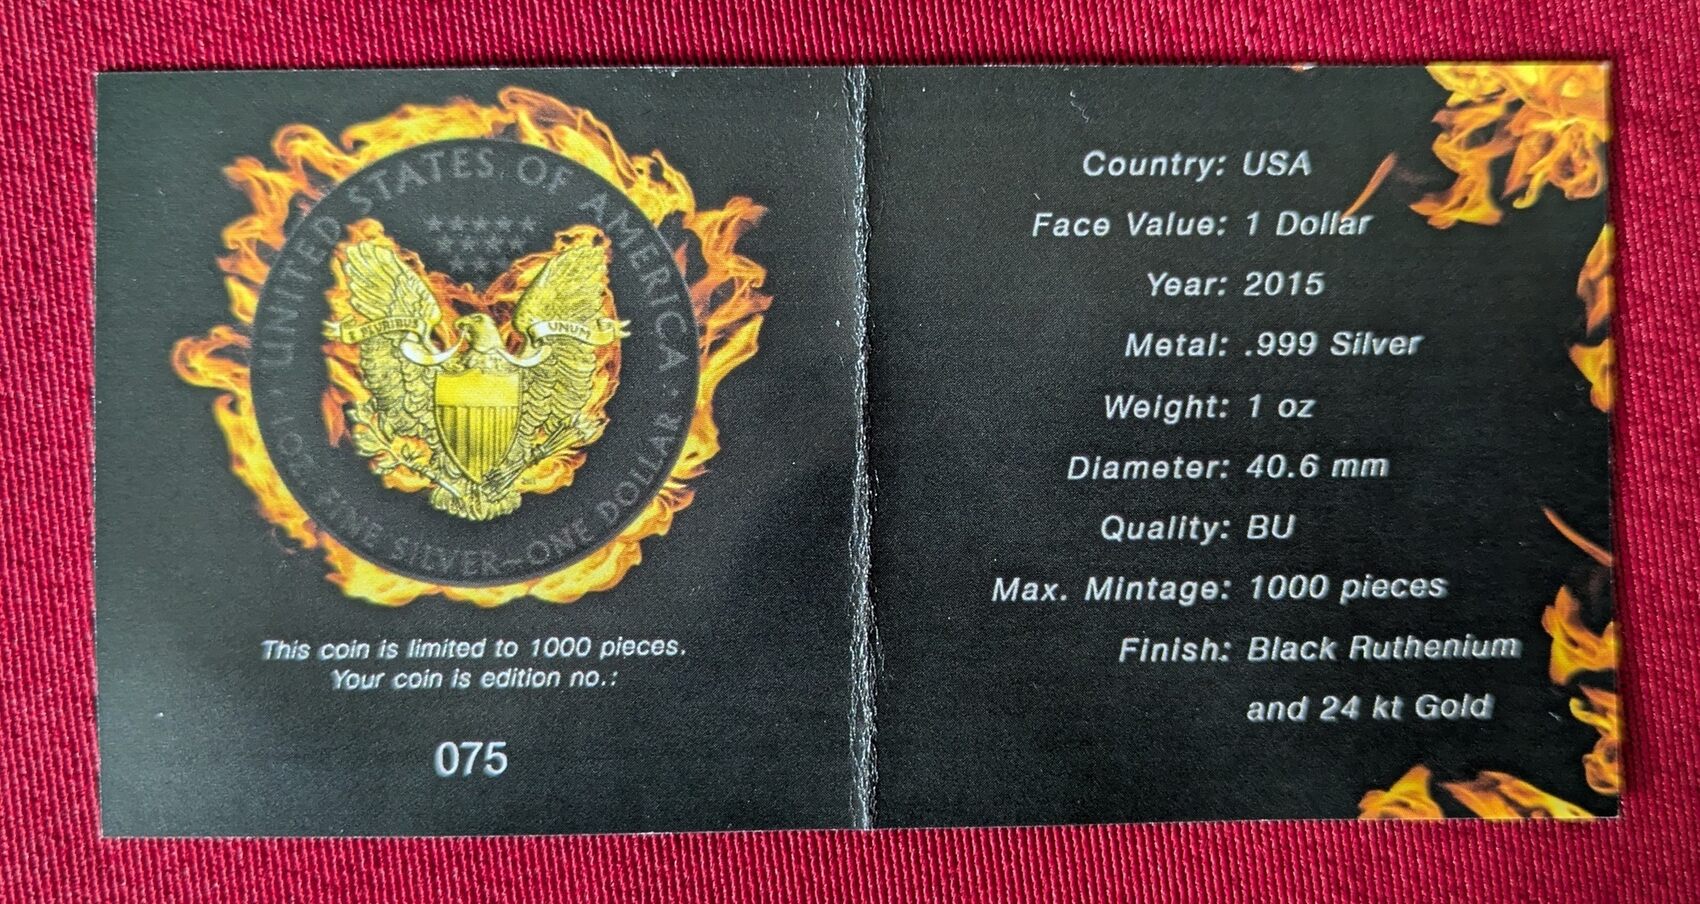 UNITED STATES OF AMERICA
E PLURIBUS UNUM
1 OZ. FINE SILVER~ONE DOLLAR
This coin is limited to 1000 pieces.
Your coin is edition no.:
075
Country: USA
Face Value: 1 Dollar
Year: 2015
Metal: .999 Silver
Weight: 1 oz
Diameter: 40.6 mm
Quality: BU
Max. Mintage: 1000 pieces
Finish: Black Ruthenium
and 24 kt Gold